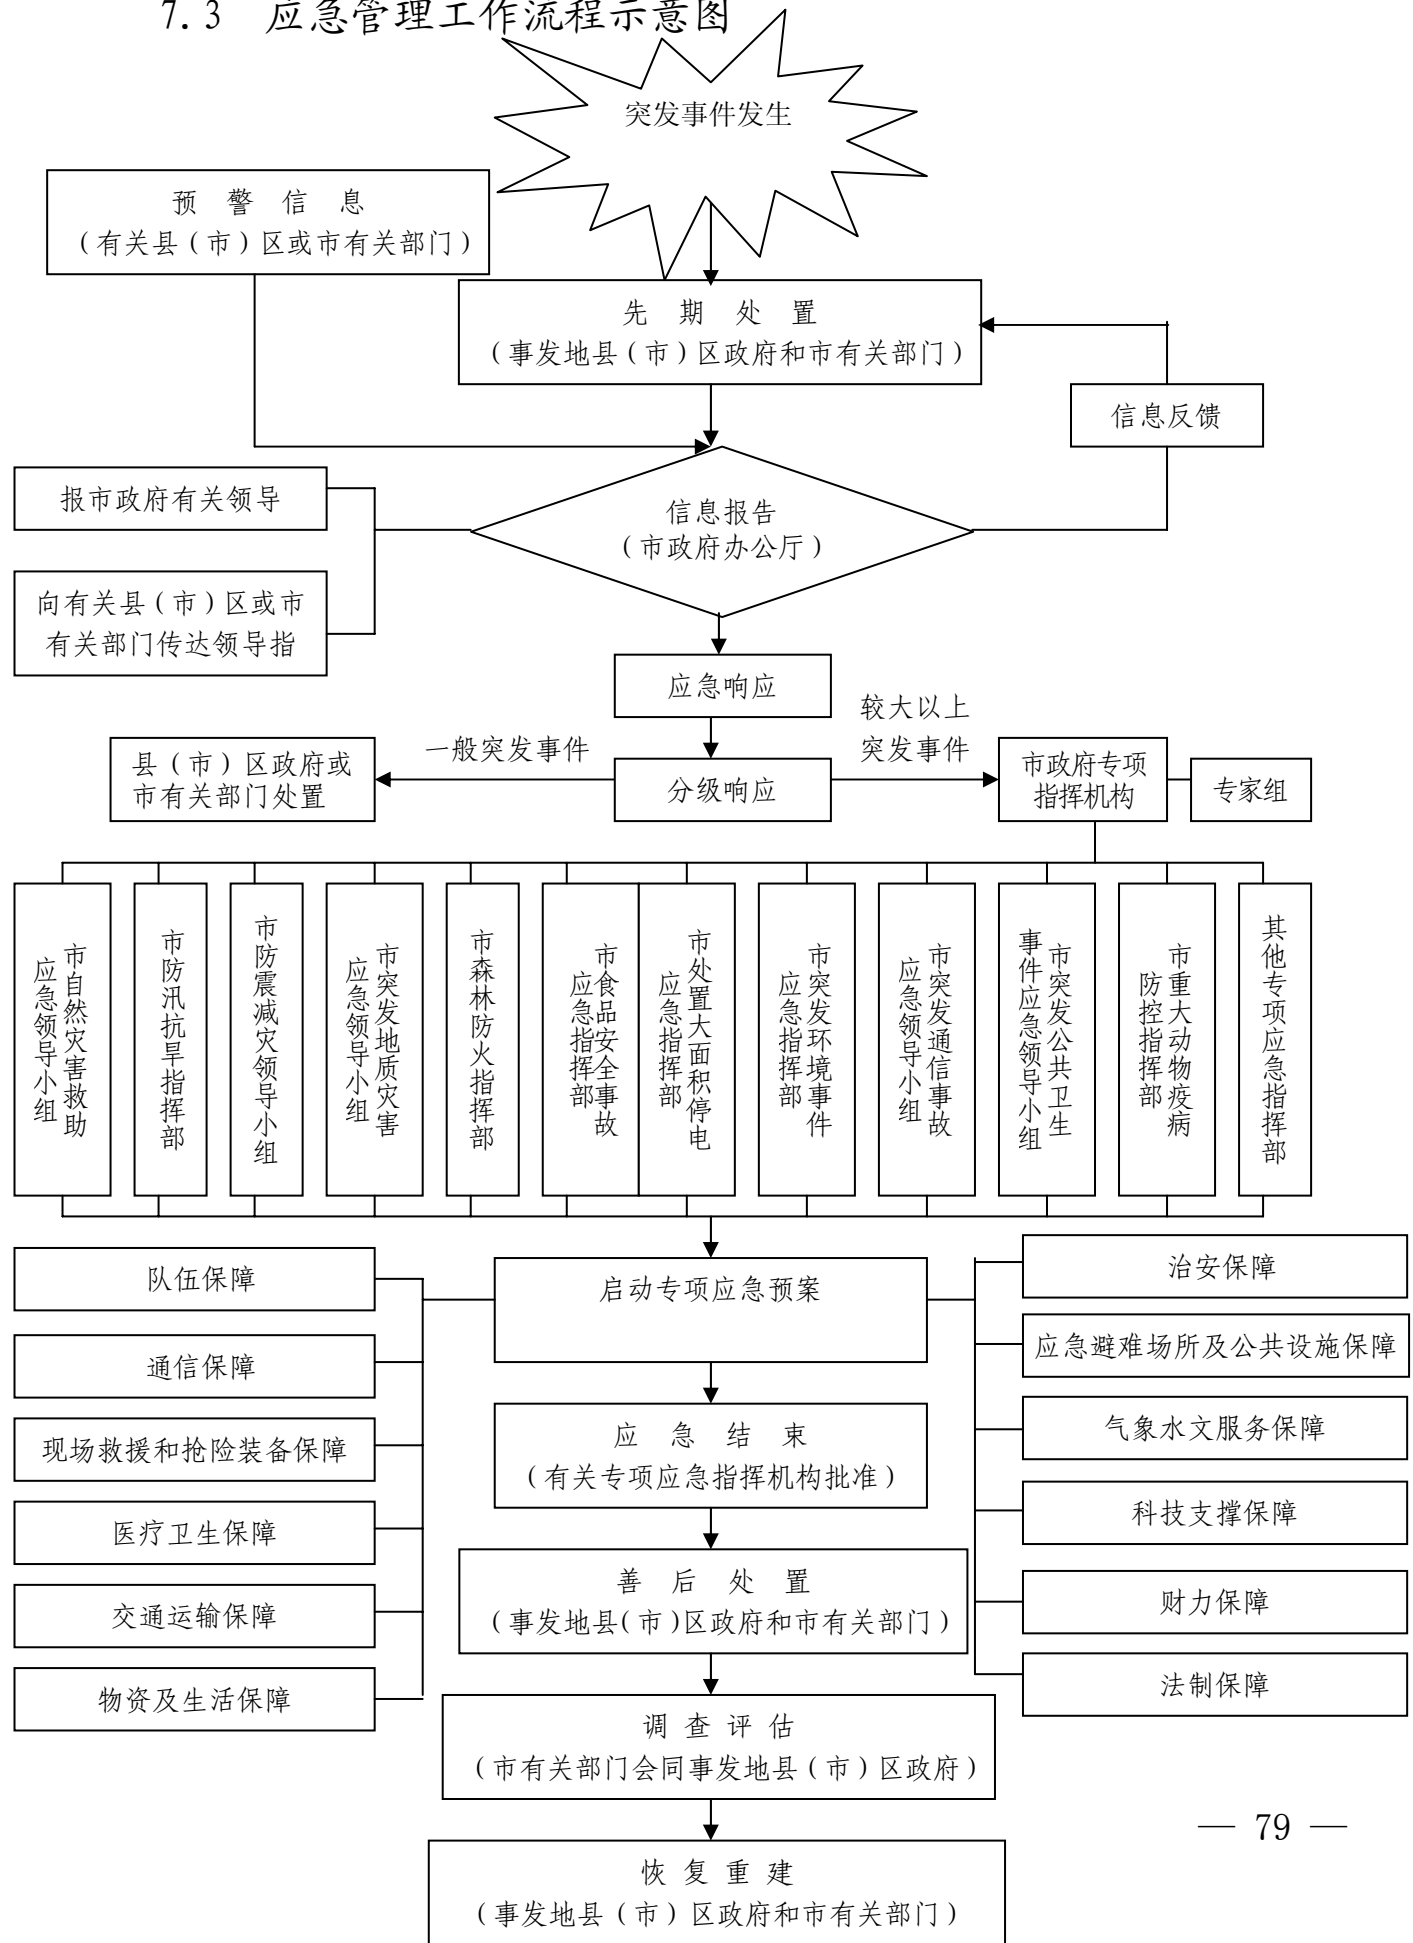 7.3 应急管理工作流程示意图
突发事件发生
预 警 信 息
（有关县（市）区或市有关部门）
先 期 处 置
（事发地县（市）区政府和市有关部门）
信息反馈
报市政府有关领导
信息报告
（市政府办公厅）
向有关县（市）区或市
有关部门传达领导指
应急响应
较大以上
突发事件
一般突发事件
县（市）区政府或
市有关部门处置
分级响应
市政府专项
指挥机构
专家组
市自然灾害救助
应急领导小组
市防汛抗旱指挥部
市防震减灾领导小组
市突发地质灾害
应急领导小组
市森林防火指挥部
市食品安全事故
应急指挥部
市处置大面积停电
应急指挥部
市突发环境事件
应急指挥部
市突发通信事故
应急领导小组
市突发公共卫生
事件应急领导小组
市重大动物疫病
防控指挥部
其他专项应急指挥部
队伍保障
通信保障
现场救援和抢险装备保障
医疗卫生保障
交通运输保障
物资及生活保障
启动专项应急预案
应 急 结 束
（有关专项应急指挥机构批准）
善 后 处 置
（事发地县(市)区政府和市有关部门）
调 查 评 估
（市有关部门会同事发地县（市）区政府）
恢 复 重 建
（事发地县（市）区政府和市有关部门）
治安保障
应急避难场所及公共设施保障
气象水文服务保障
科技支撑保障
财力保障
法制保障
— 79 —